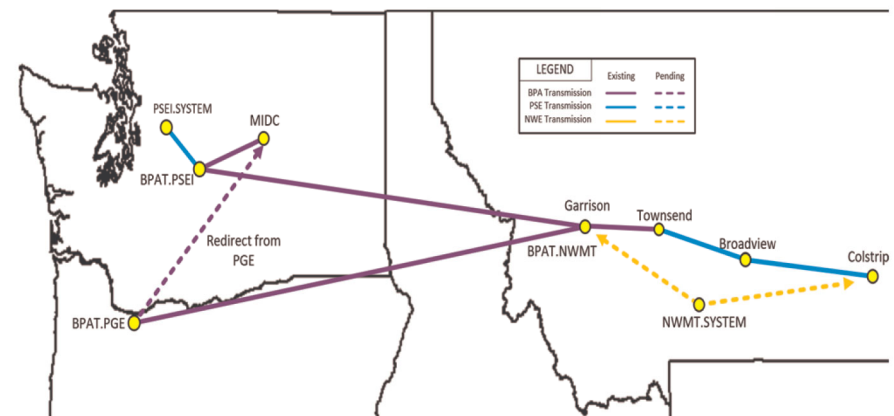 LEGEND
Existing
Pending
BPA Transmission
PSE Transmission
NWE Transmission
PSEI.SYSTEM
MIDC
BPAT.PSEI
Garrison
Townsend
Broadview
Colstrip
BPAT.NWMT
Redirect from
PGE
BPAT.PGE
NWMT.SYSTEM